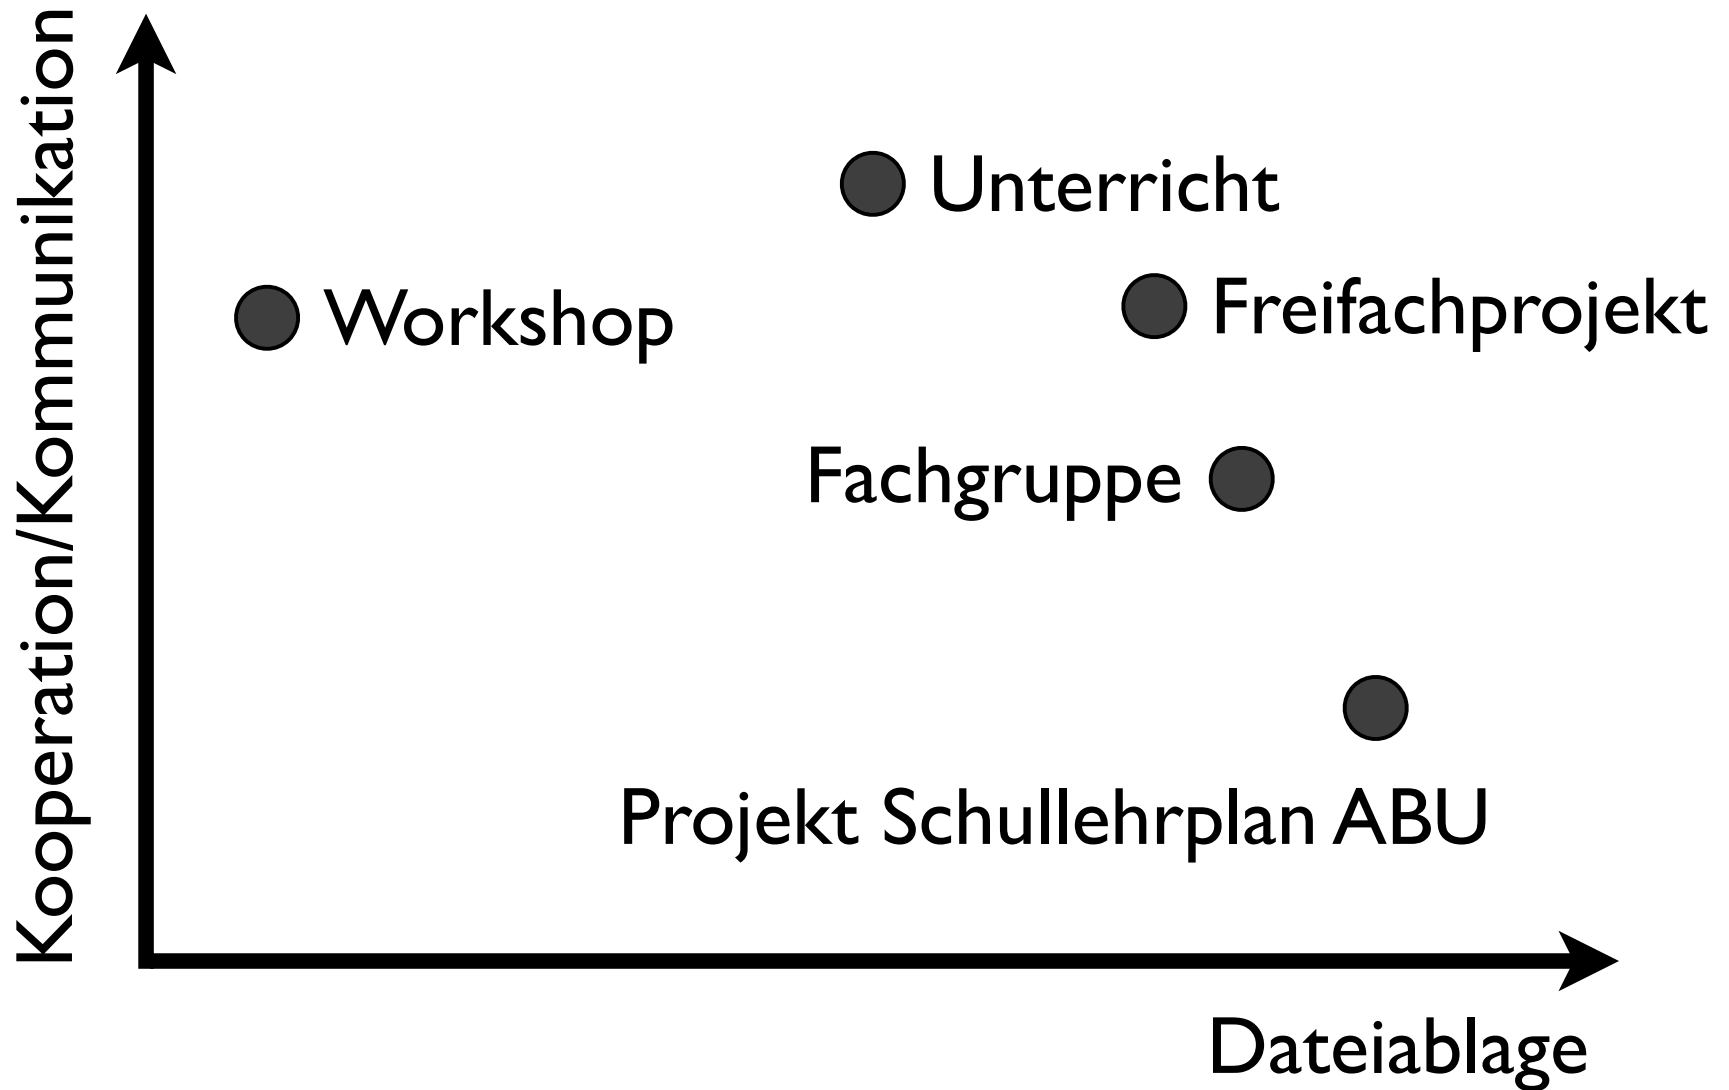 Kooperation/Kommunikation
Unterricht
Workshop
Freifachprojekt
Fachgruppe
Projekt Schullehrplan ABU
Dateiablage